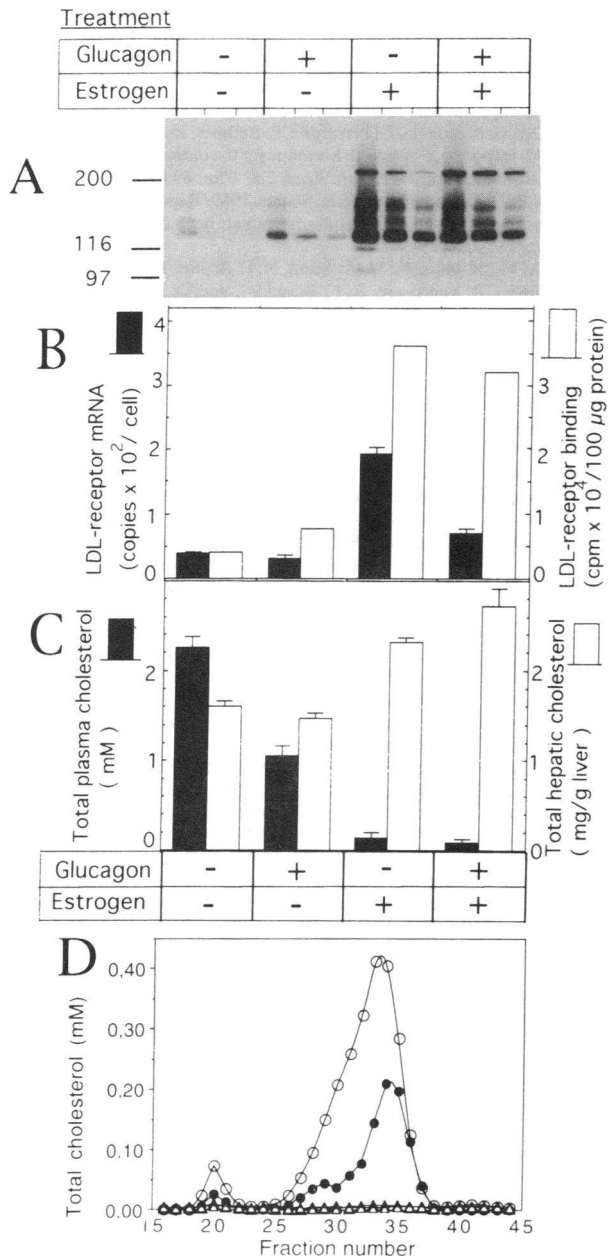 Treatment
Glucagon - + - +
Estrogen - - + +
A
200
116
97
B
LDL-receptor mRNA
(copies x 10²/ cell)
4
3
2
1
0
3
2
1
0
LDL-receptor binding
(cpm x 10⁴/100 µg protein)
C
Total plasma cholesterol
( mM )
2
1
0
2
1
0
Total hepatic cholesterol
( mg/g liver )
Glucagon - + - +
Estrogen - - + +
D
Total cholesterol (mM)
0.40
0.30
0.20
0.10
0.00
15 20 25 30 35 40 45
Fraction number